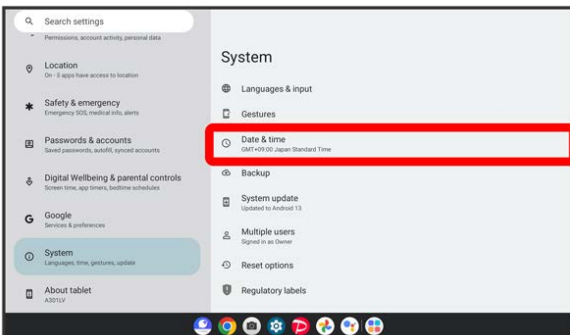 Search settings
Permissions, account activity, personal data
Location
On - 5 apps have access to location
Safety & emergency
Emergency SOS, medical info, alerts
Passwords & accounts
Saved passwords, autofill, synced accounts
Digital Wellbeing & parental controls
Screen time, app timers, bedtime schedules
Google
Services & preferences
System
Languages, time, gestures, update
About tablet
A301LV
System
Languages & input
Gestures
Date & time
GMT+09:00 Japan Standard Time
Backup
System update
Updated to Android 13
Multiple users
Signed in as Owner
Reset options
Regulatory labels